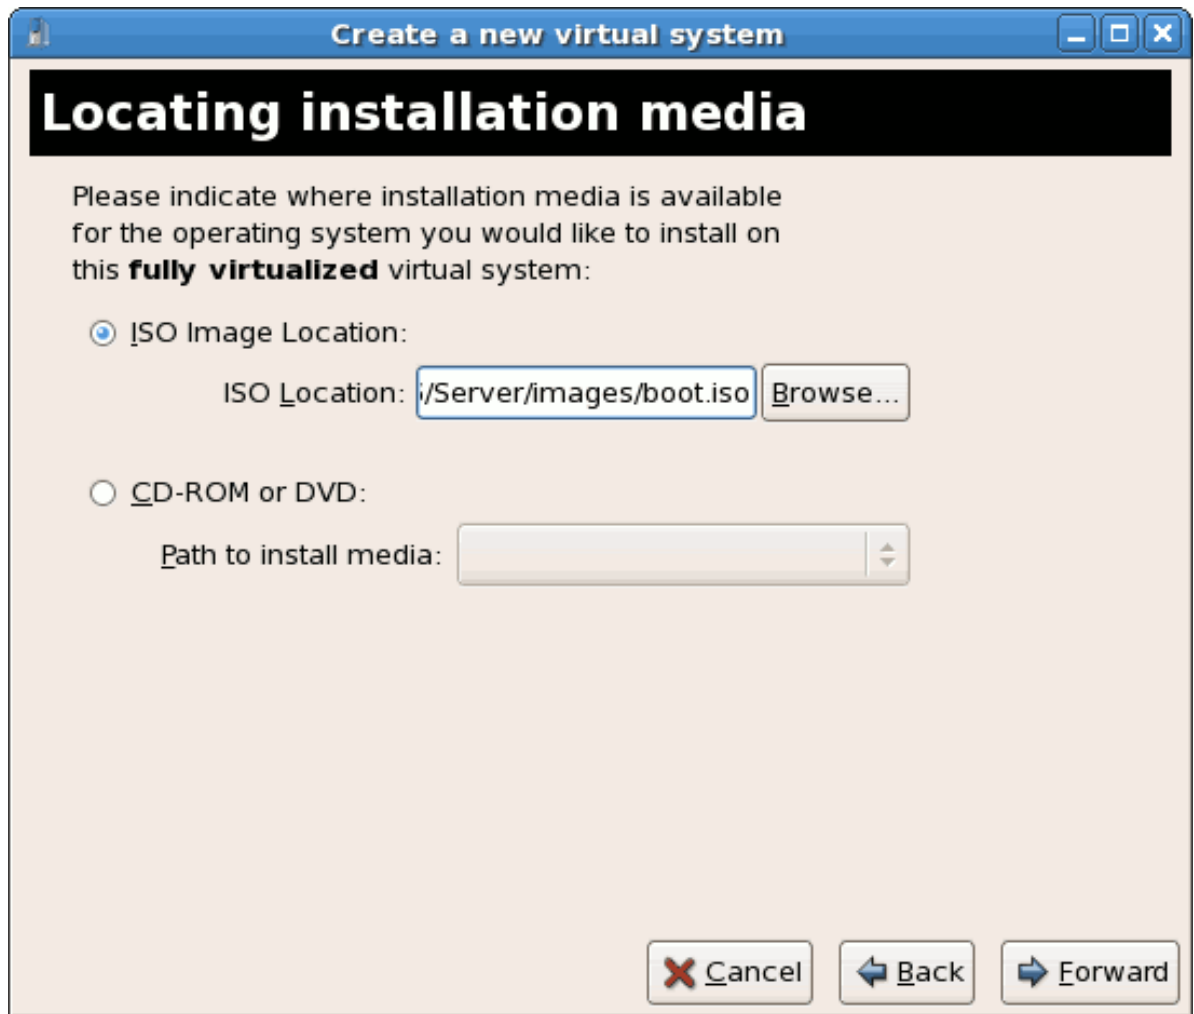 Create a new virtual system
Locating installation media
Please indicate where installation media is available
for the operating system you would like to install on
this fully virtualized virtual system:
ISO Image Location:
ISO Location: /Server/images/boot.iso Browse...
CD-ROM or DVD:
Path to install media:
Cancel Back Forward